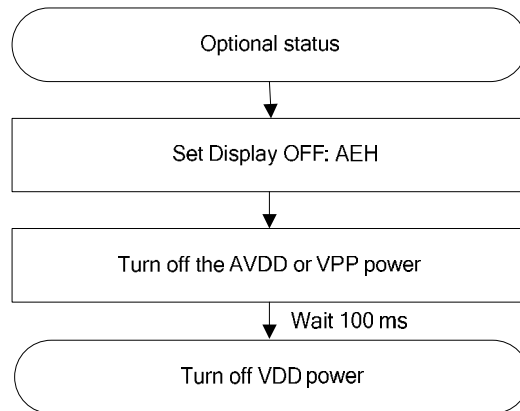 Optional status
Set Display OFF: AEH
Turn off the AVDD or VPP power
Wait 100 ms
Turn off VDD power